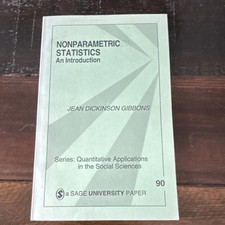 NONPARAMETRIC
STATISTICS
An Introduction
JEAN DICKINSON GIBBONS
Series: Quantitative Applications
in the Social Sciences
90
S a SAGE UNIVERSITY PAPER